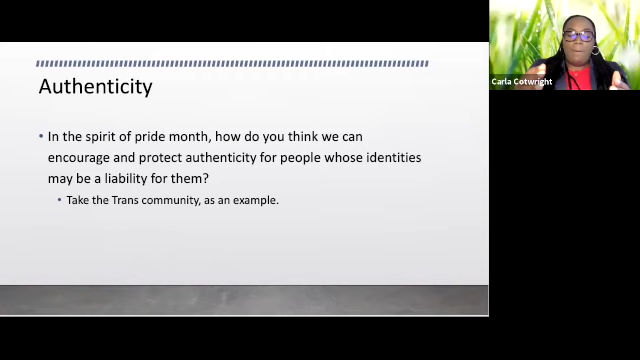 Authenticity
• In the spirit of pride month, how do you think we can
encourage and protect authenticity for people whose identities
may be a liability for them?
• Take the Trans community, as an example.
Carla Cotwright